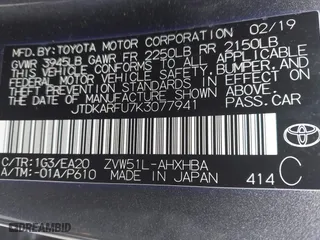 MFD. BY: TOYOTA MOTOR CORPORATION 02/19
GVWR 3945LB GAWR FR 2250LB RR 2150LB
THIS VEHICLE CONFORMS TO ALL APPLICABLE
FEDERAL MOTOR VEHICLE SAFETY, BUMPER, AND
THEFT PREVENTION STANDARDS IN EFFECT ON
THE DATE OF MANUFACTURE SHOWN ABOVE.
JTDKARFU7K3077941
PASS. CAR
TOYOTA
C/TR:1G3/EA20 ZVW51L-AHXHBA
A/TM:-01A/P610 MADE IN JAPAN 414 C